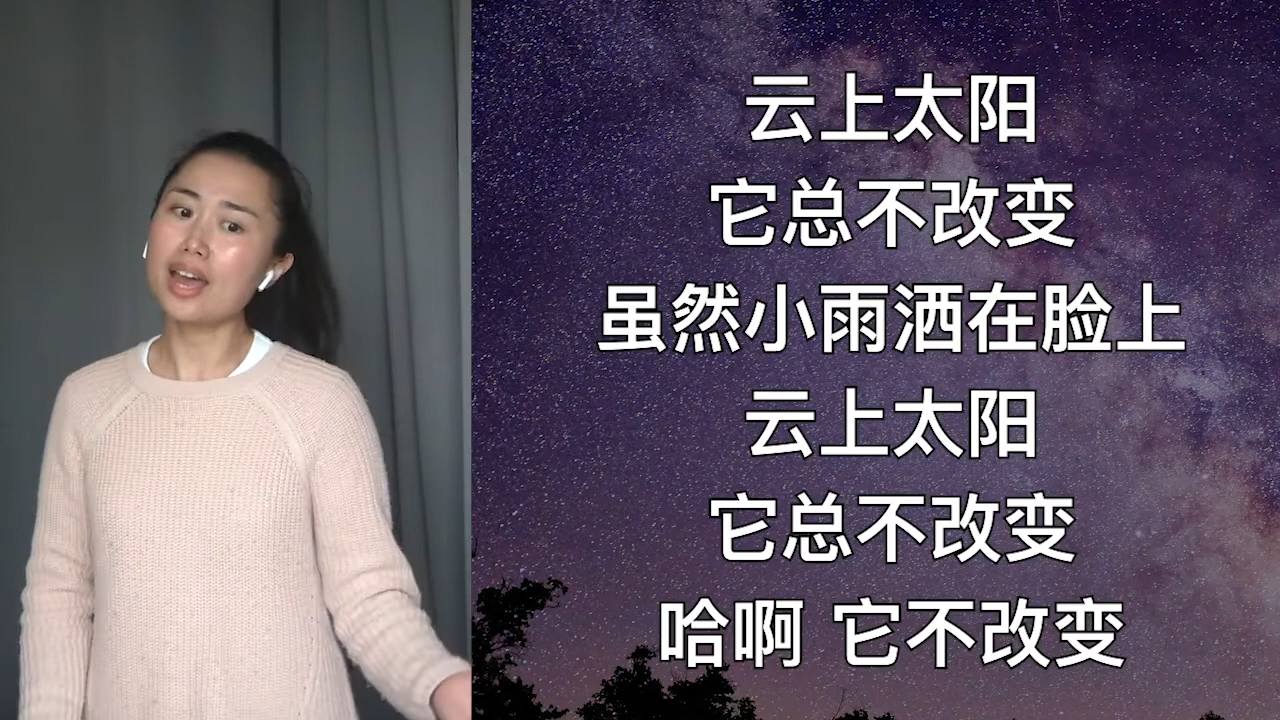 云上太阳
它总不改变
虽然小雨洒在脸上
云上太阳
它总不改变
哈啊 它不改变